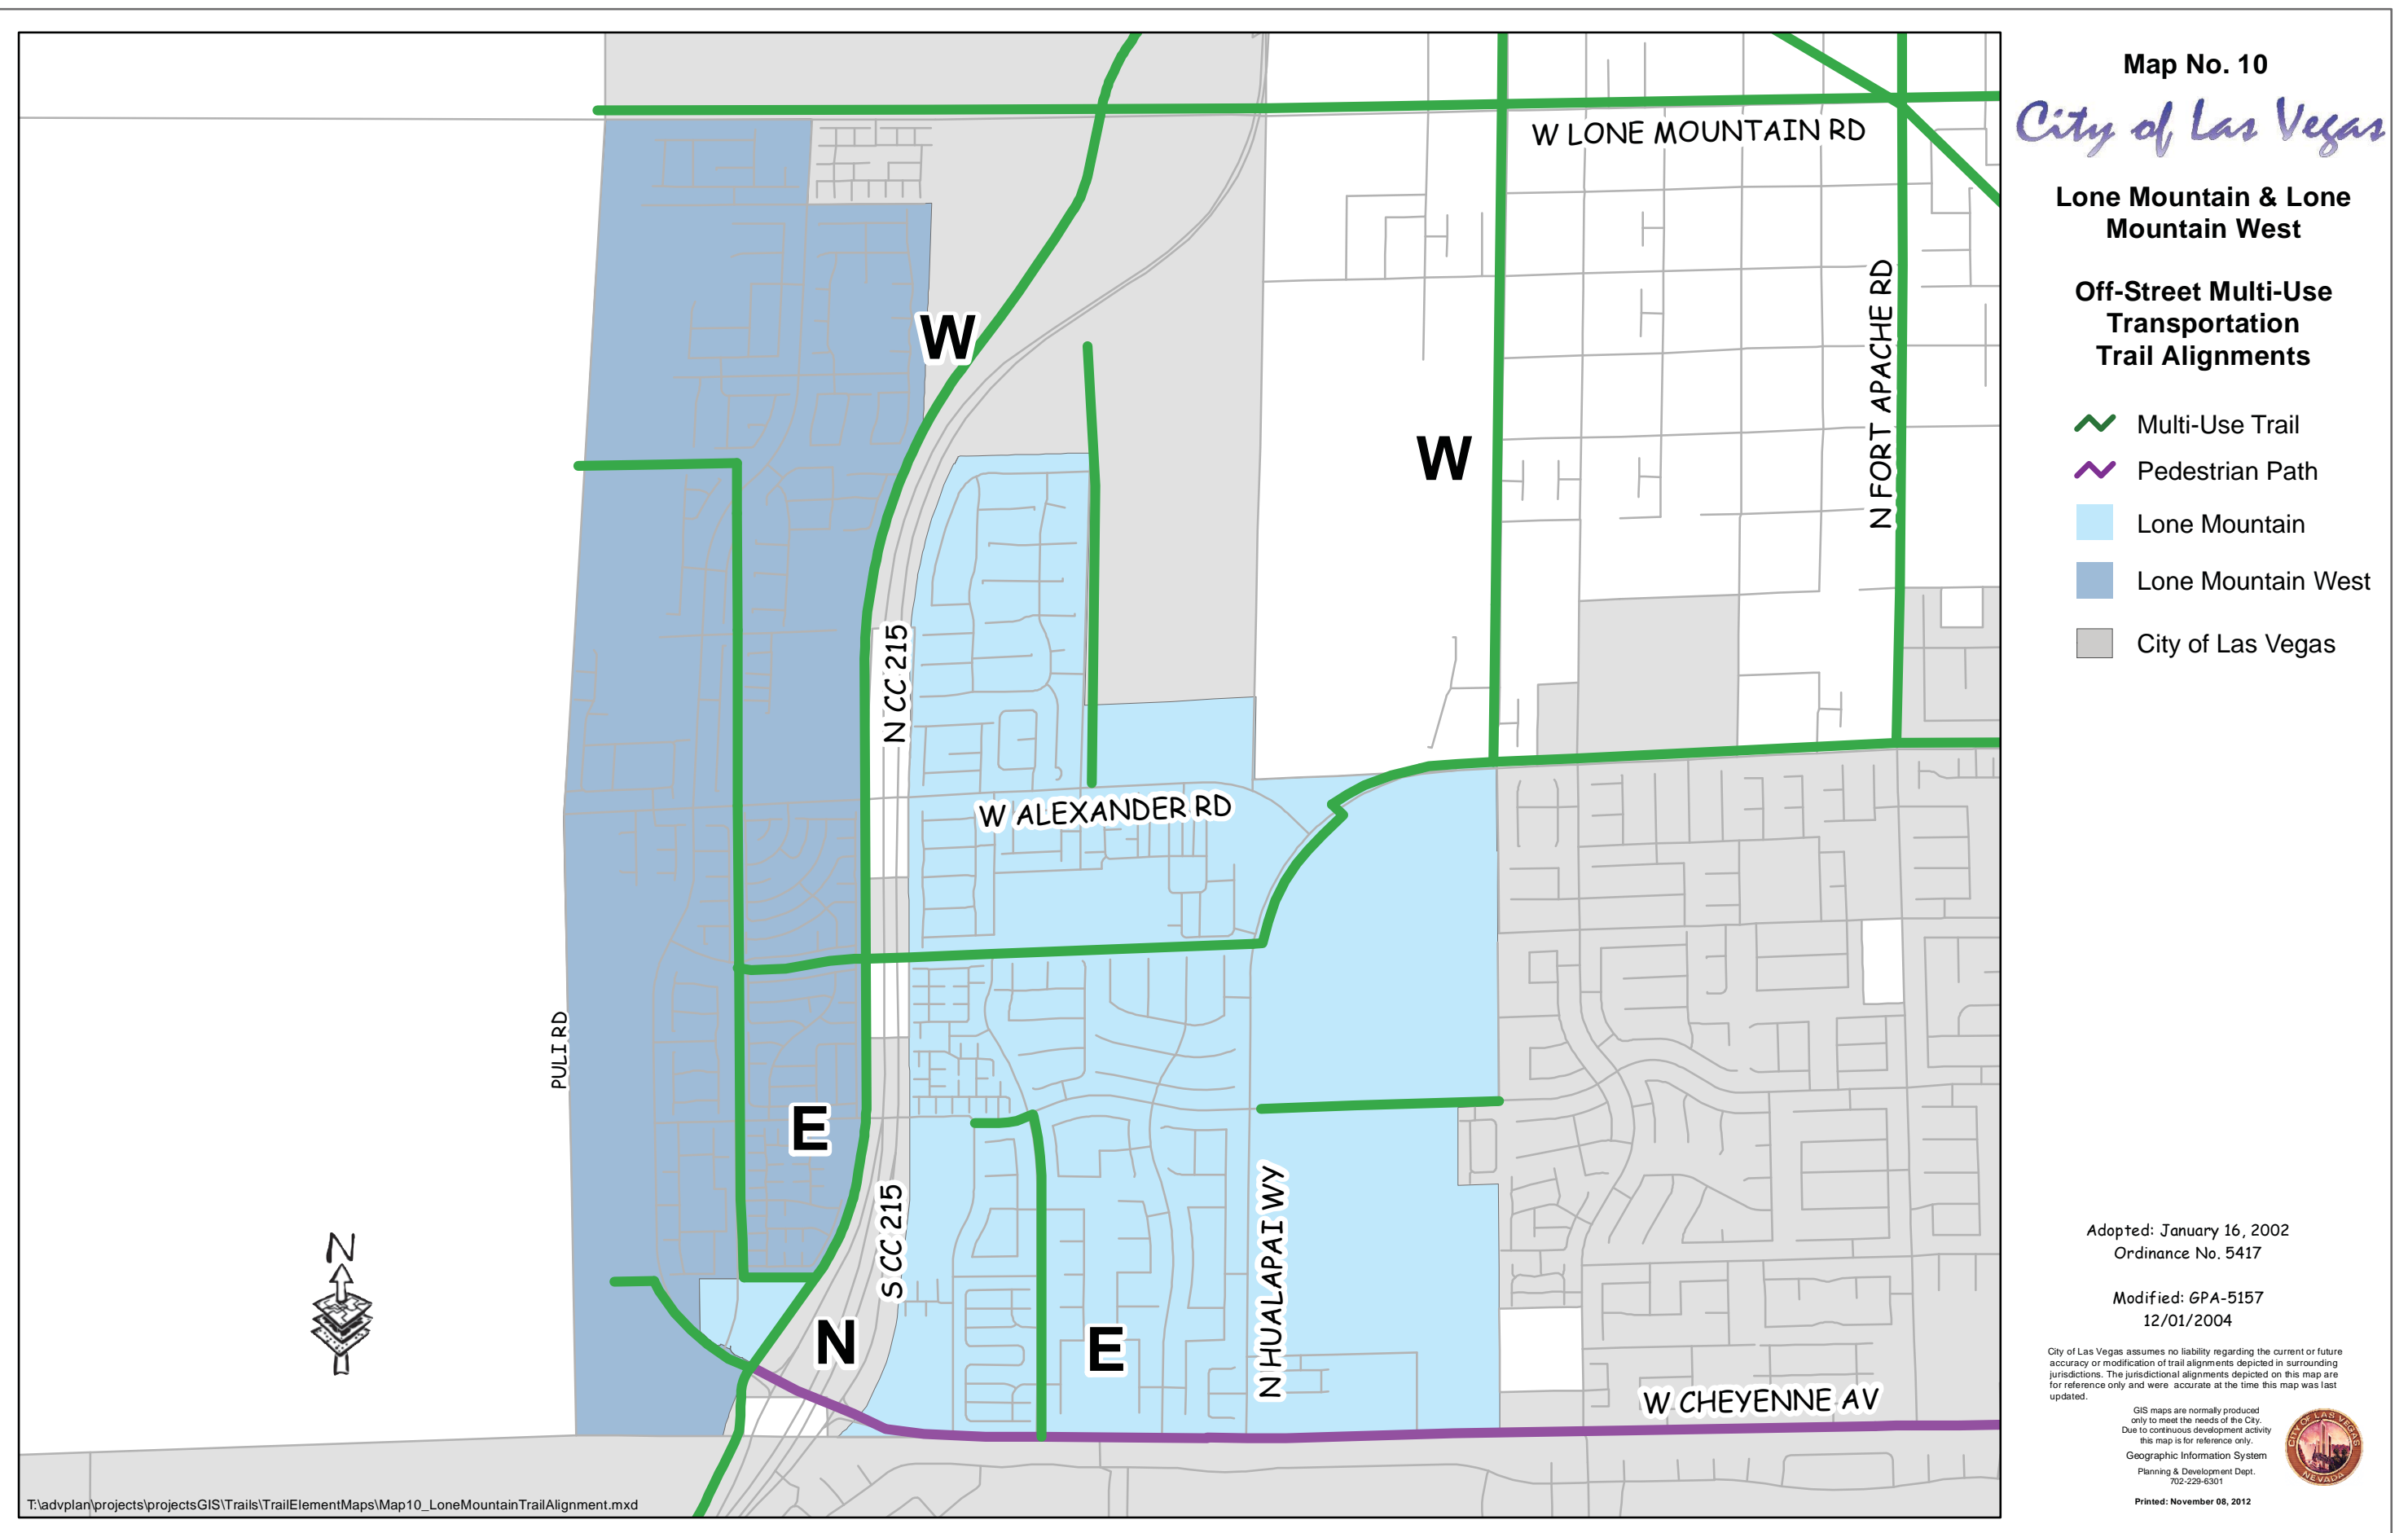 Map No. 10
City of Las Vegas
Lone Mountain & Lone
Mountain West
Off-Street Multi-Use
Transportation
Trail Alignments
Multi-Use Trail
Pedestrian Path
Lone Mountain
Lone Mountain West
City of Las Vegas
W LONE MOUNTAIN RD
N FORT APACHE RD
W
W
N CC 215
W ALEXANDER RD
PULI RD
E
S CC 215
N HUALAPAI WY
N
E
W CHEYENNE AV
N
Adopted: January 16, 2002
Ordinance No. 5417
Modified: GPA-5157
12/01/2004
City of Las Vegas assumes no liability regarding the current or future
accuracy or modification of trail alignments depicted in surrounding
jurisdictions. The jurisdictional alignments depicted on this map are
for reference only and were accurate at the time this map was last
updated.
GIS maps are normally produced
only to meet the needs of the City.
Due to continuous development activity
this map is for reference only.
Geographic Information System
Planning & Development Dept.
702-229-6301
Printed: November 08, 2012
CITY OF LAS VEGAS
NEVADA
T:\advplan\projects\projectsGIS\Trails\TrailElementMaps\Map10_LoneMountainTrailAlignment.mxd